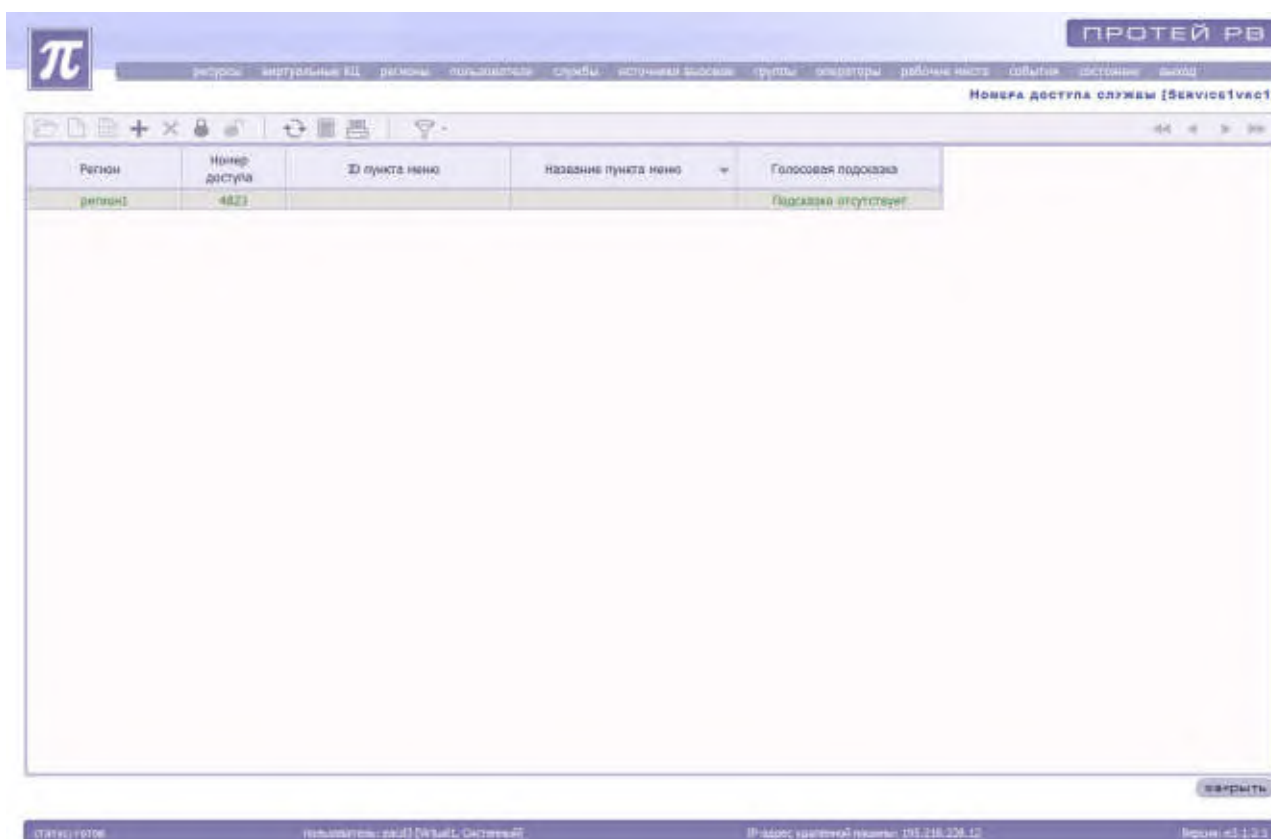 π
ПРОТЕЙ РВ
ресурсы виртуальные КЦ регионы пользователи службы источники вызовов группы операторы рабочие места события состояние выход
Номера доступа службы [Service1vkc1
Регион Номер доступа ID пункта меню Название пункта меню Голосовая подсказка
регион1 4823 Подсказка отсутствует
закрыть
статус: готов пользователь: IP-адрес удаленной машины: Версия: